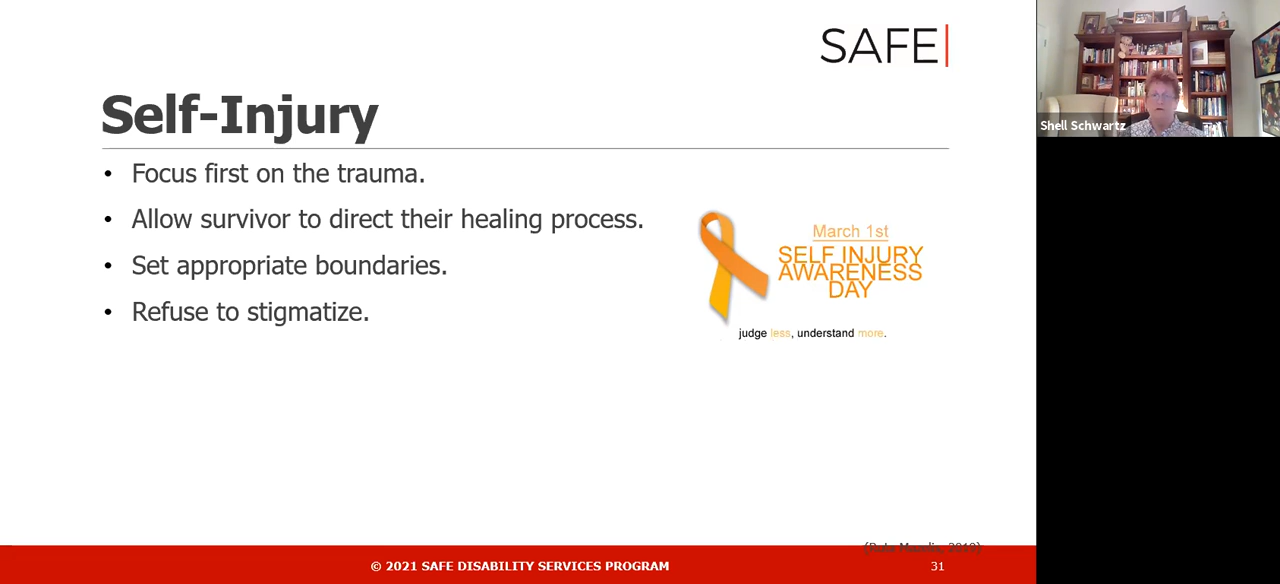 SAFE
Self-Injury
• Focus first on the trauma.
• Allow survivor to direct their healing process.
• Set appropriate boundaries.
• Refuse to stigmatize.
March 1st
SELF INJURY
AWARENESS
DAY
judge less, understand more.
© 2021 SAFE DISABILITY SERVICES PROGRAM
31
Shell Schwartz